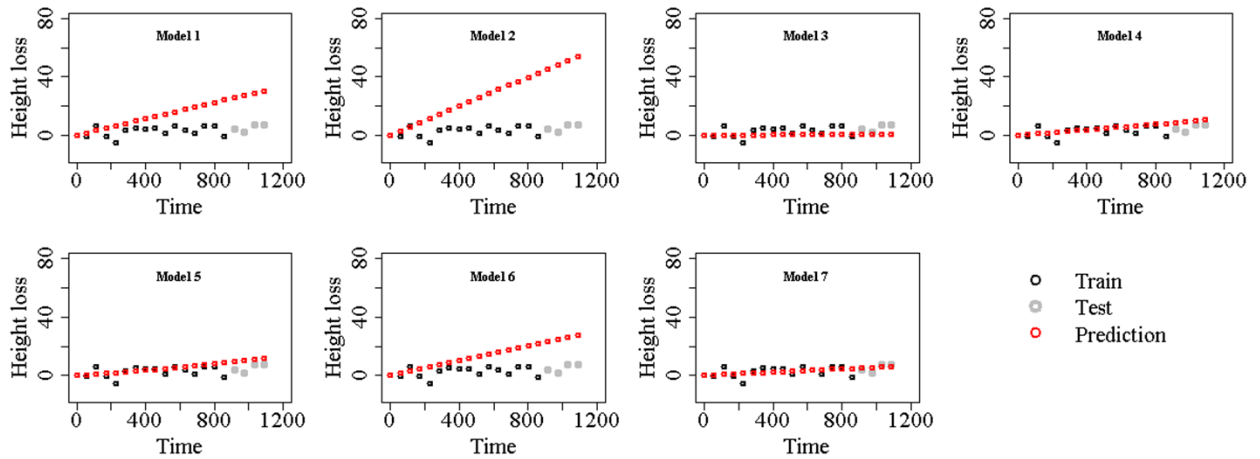 Model 1
Height loss
0 40 80
0 400 800 1200
Time
Model 2
Height loss
0 40 80
0 400 800 1200
Time
Model 3
Height loss
0 40 80
0 400 800 1200
Time
Model 4
Height loss
0 40 80
0 400 800 1200
Time
Model 5
Height loss
0 40 80
0 400 800 1200
Time
Model 6
Height loss
0 40 80
0 400 800 1200
Time
Model 7
Height loss
0 40 80
0 400 800 1200
Time
Train
Test
Prediction